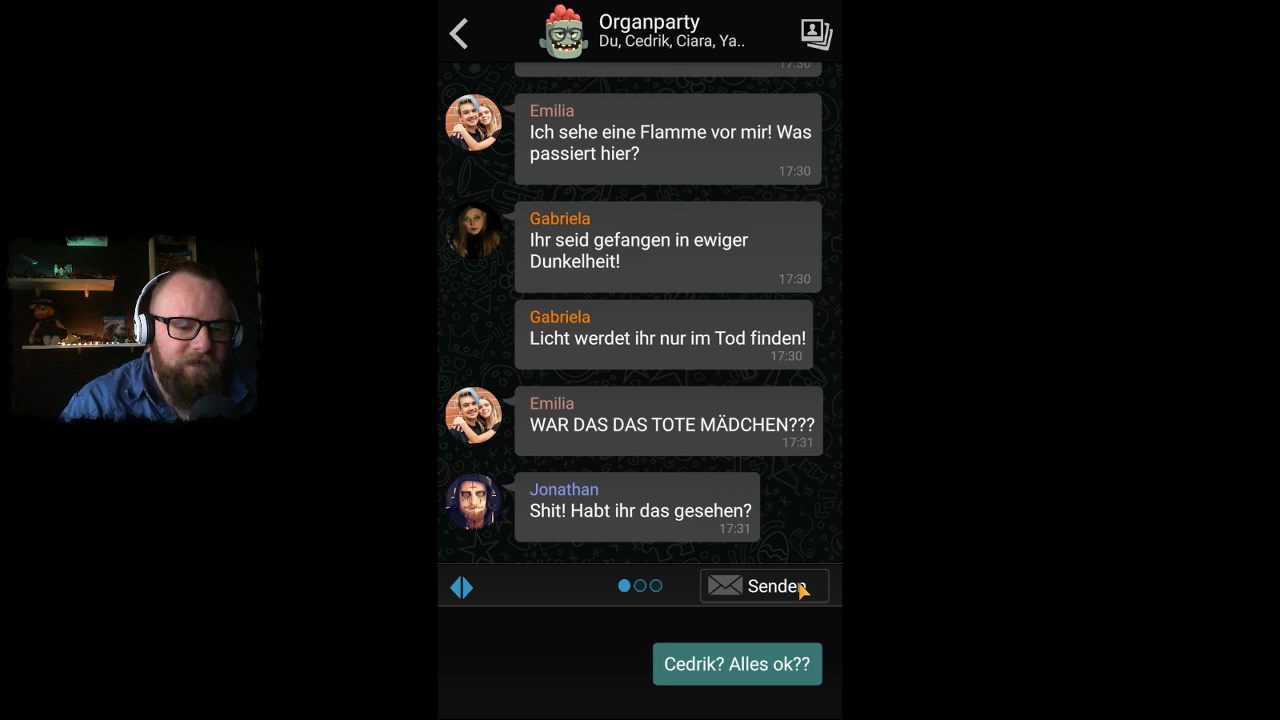 Organparty
Du, Cedrik, Ciara, Ya..
17:30
Emilia
Ich sehe eine Flamme vor mir! Was
passiert hier?
17:30
Gabriela
Ihr seid gefangen in ewiger
Dunkelheit!
17:30
Gabriela
Licht werdet ihr nur im Tod finden!
17:30
Emilia
WAR DAS DAS TOTE MÄDCHEN???
17:31
Jonathan
Shit! Habt ihr das gesehen?
17:31
Senden
Cedrik? Alles ok??